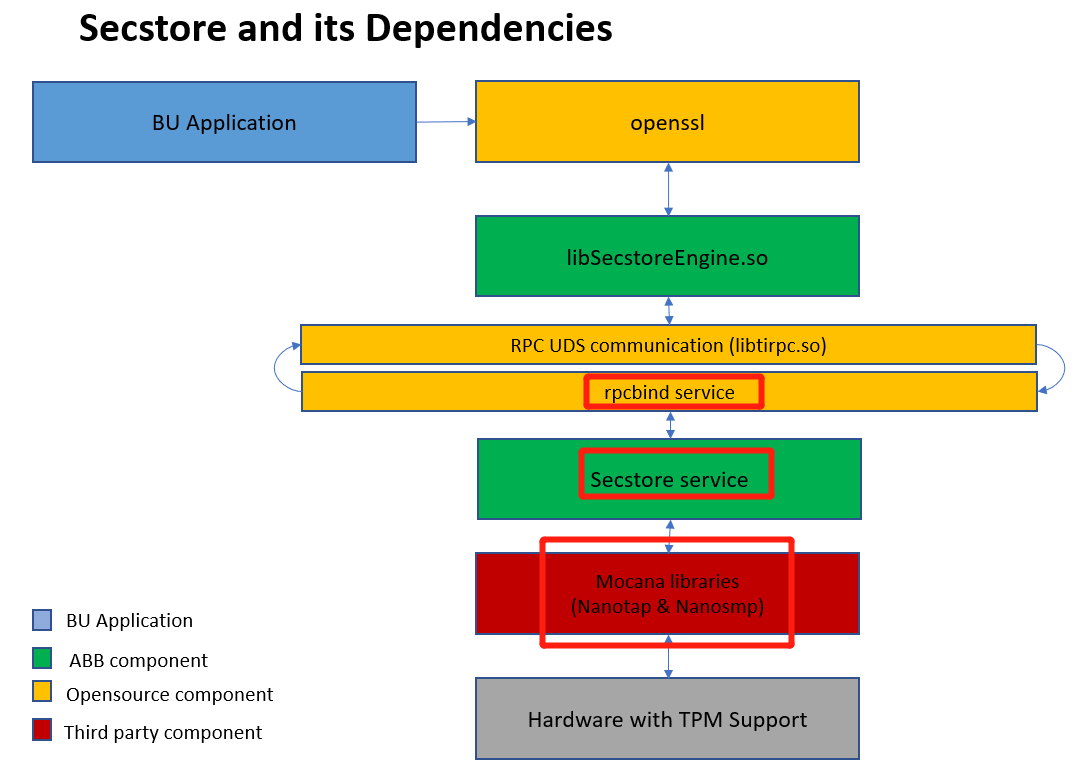 Secstore and its Dependencies
BU Application
openssl
libSecstoreEngine.so
RPC UDS communication (libtirpc.so)
rpcbind service
Secstore service
Mocana libraries
(Nanotap & Nanosmp)
Hardware with TPM Support
BU Application
ABB component
Opensource component
Third party component